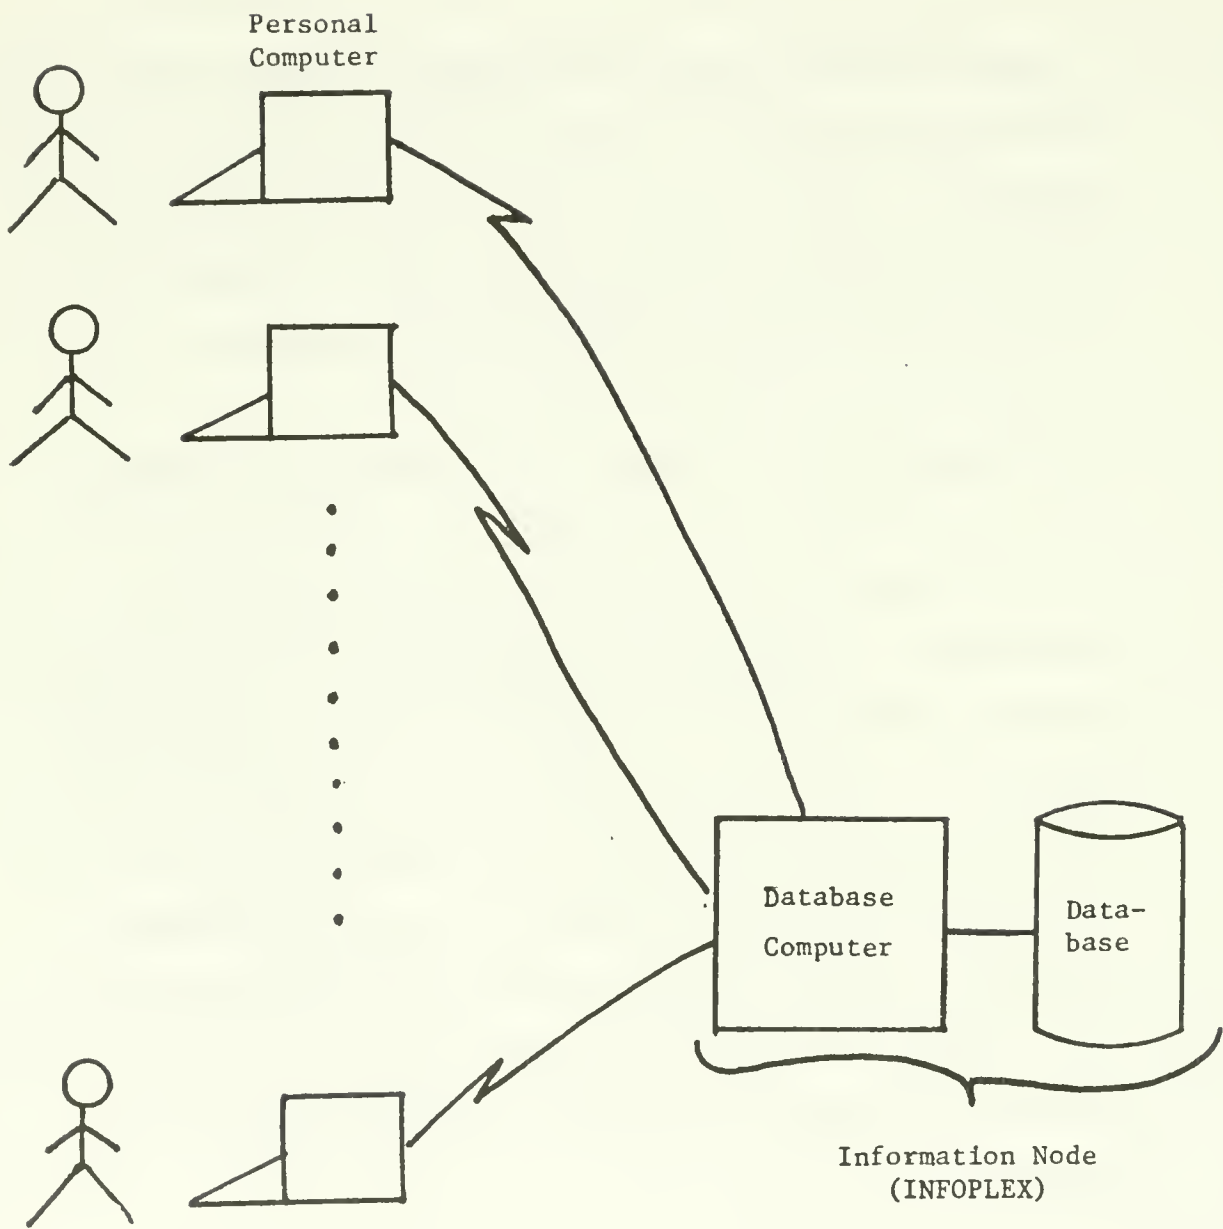 Personal
Computer
Database
Computer
Data-
base
Information Node
(INFOPLEX)